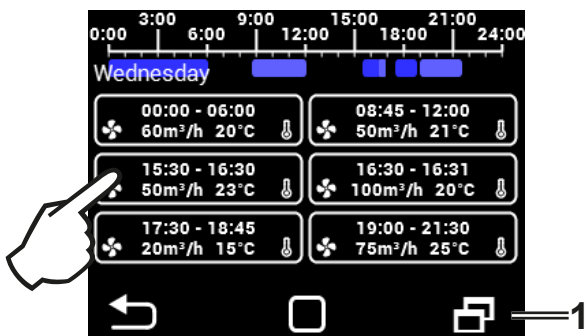 3:00 9:00 15:00 21:00
0:00 6:00 12:00 18:00 24:00
Wednesday
00:00 - 06:00
60m³/h 20°C
08:45 - 12:00
50m³/h 21°C
15:30 - 16:30
50m³/h 23°C
16:30 - 16:31
100m³/h 20°C
17:30 - 18:45
20m³/h 15°C
19:00 - 21:30
75m³/h 25°C
1